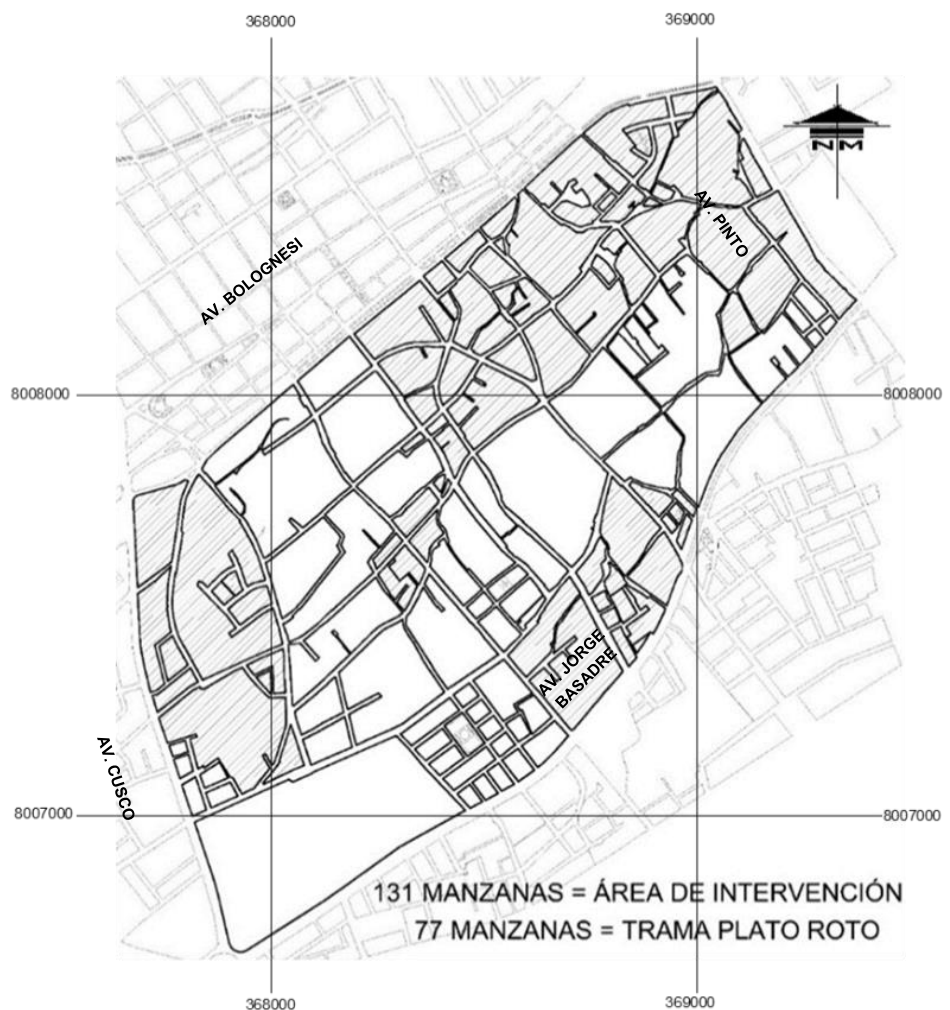 368000
369000
NM
AV. PINTO
AV. BOLOGNESI
8008000
8008000
AV. JORGE
BASADRE
AV. CUSCO
8007000
8007000
131 MANZANAS = ÁREA DE INTERVENCIÓN
77 MANZANAS = TRAMA PLATO ROTO
368000
369000